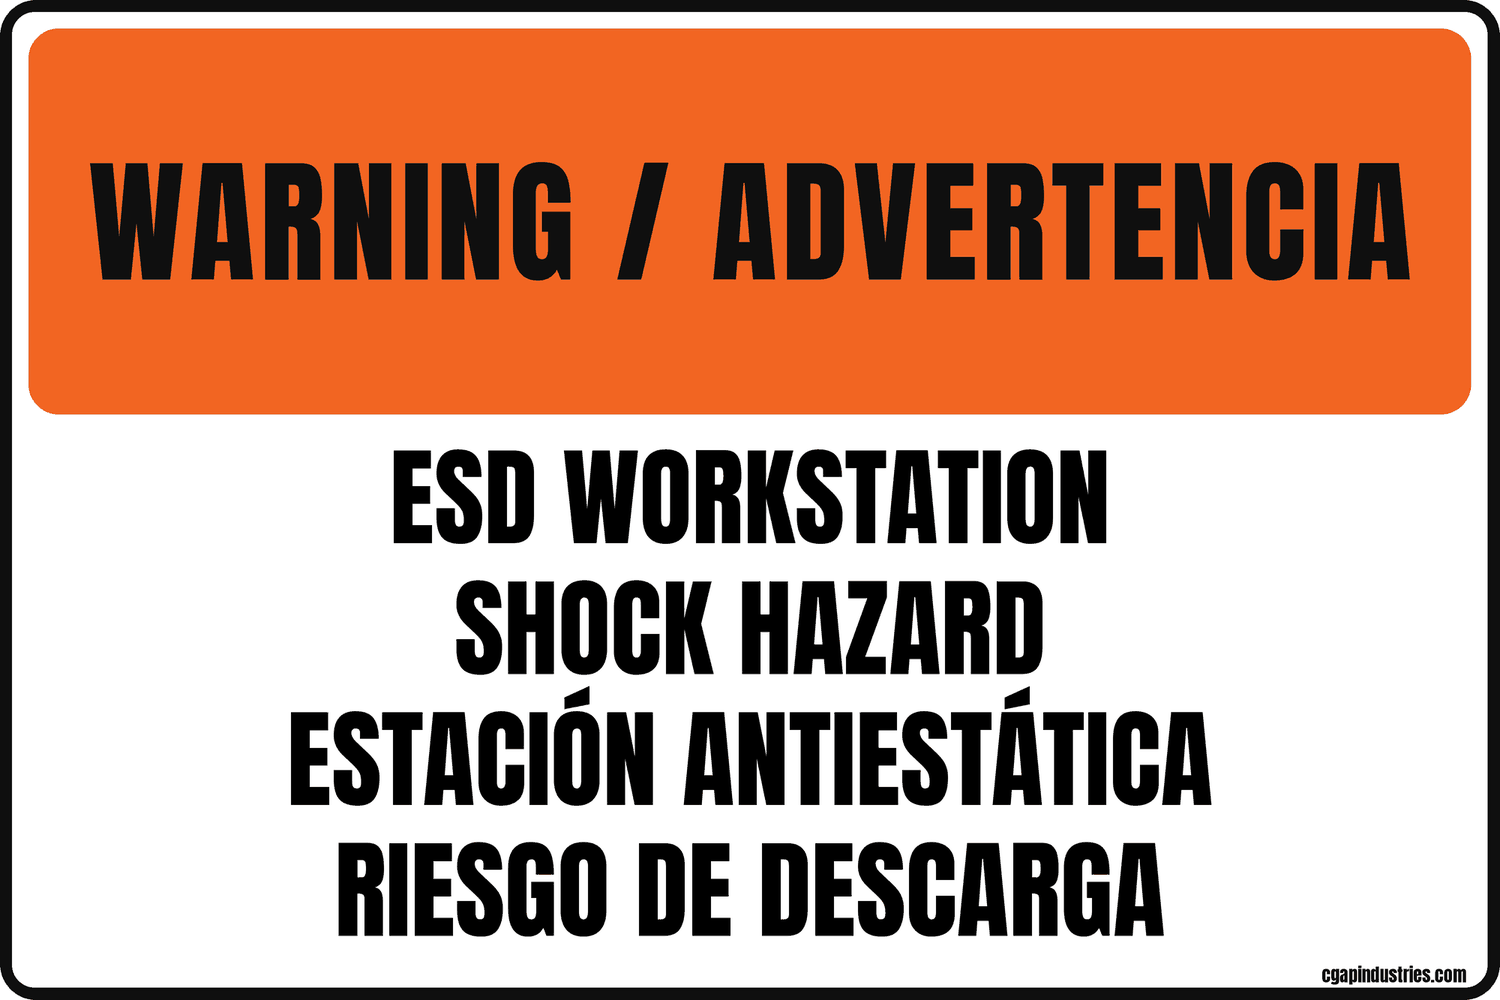 WARNING / ADVERTENCIA
ESD WORKSTATION
SHOCK HAZARD
ESTACIÓN ANTIESTÁTICA
RIESGO DE DESCARGA
cgapindustries.com